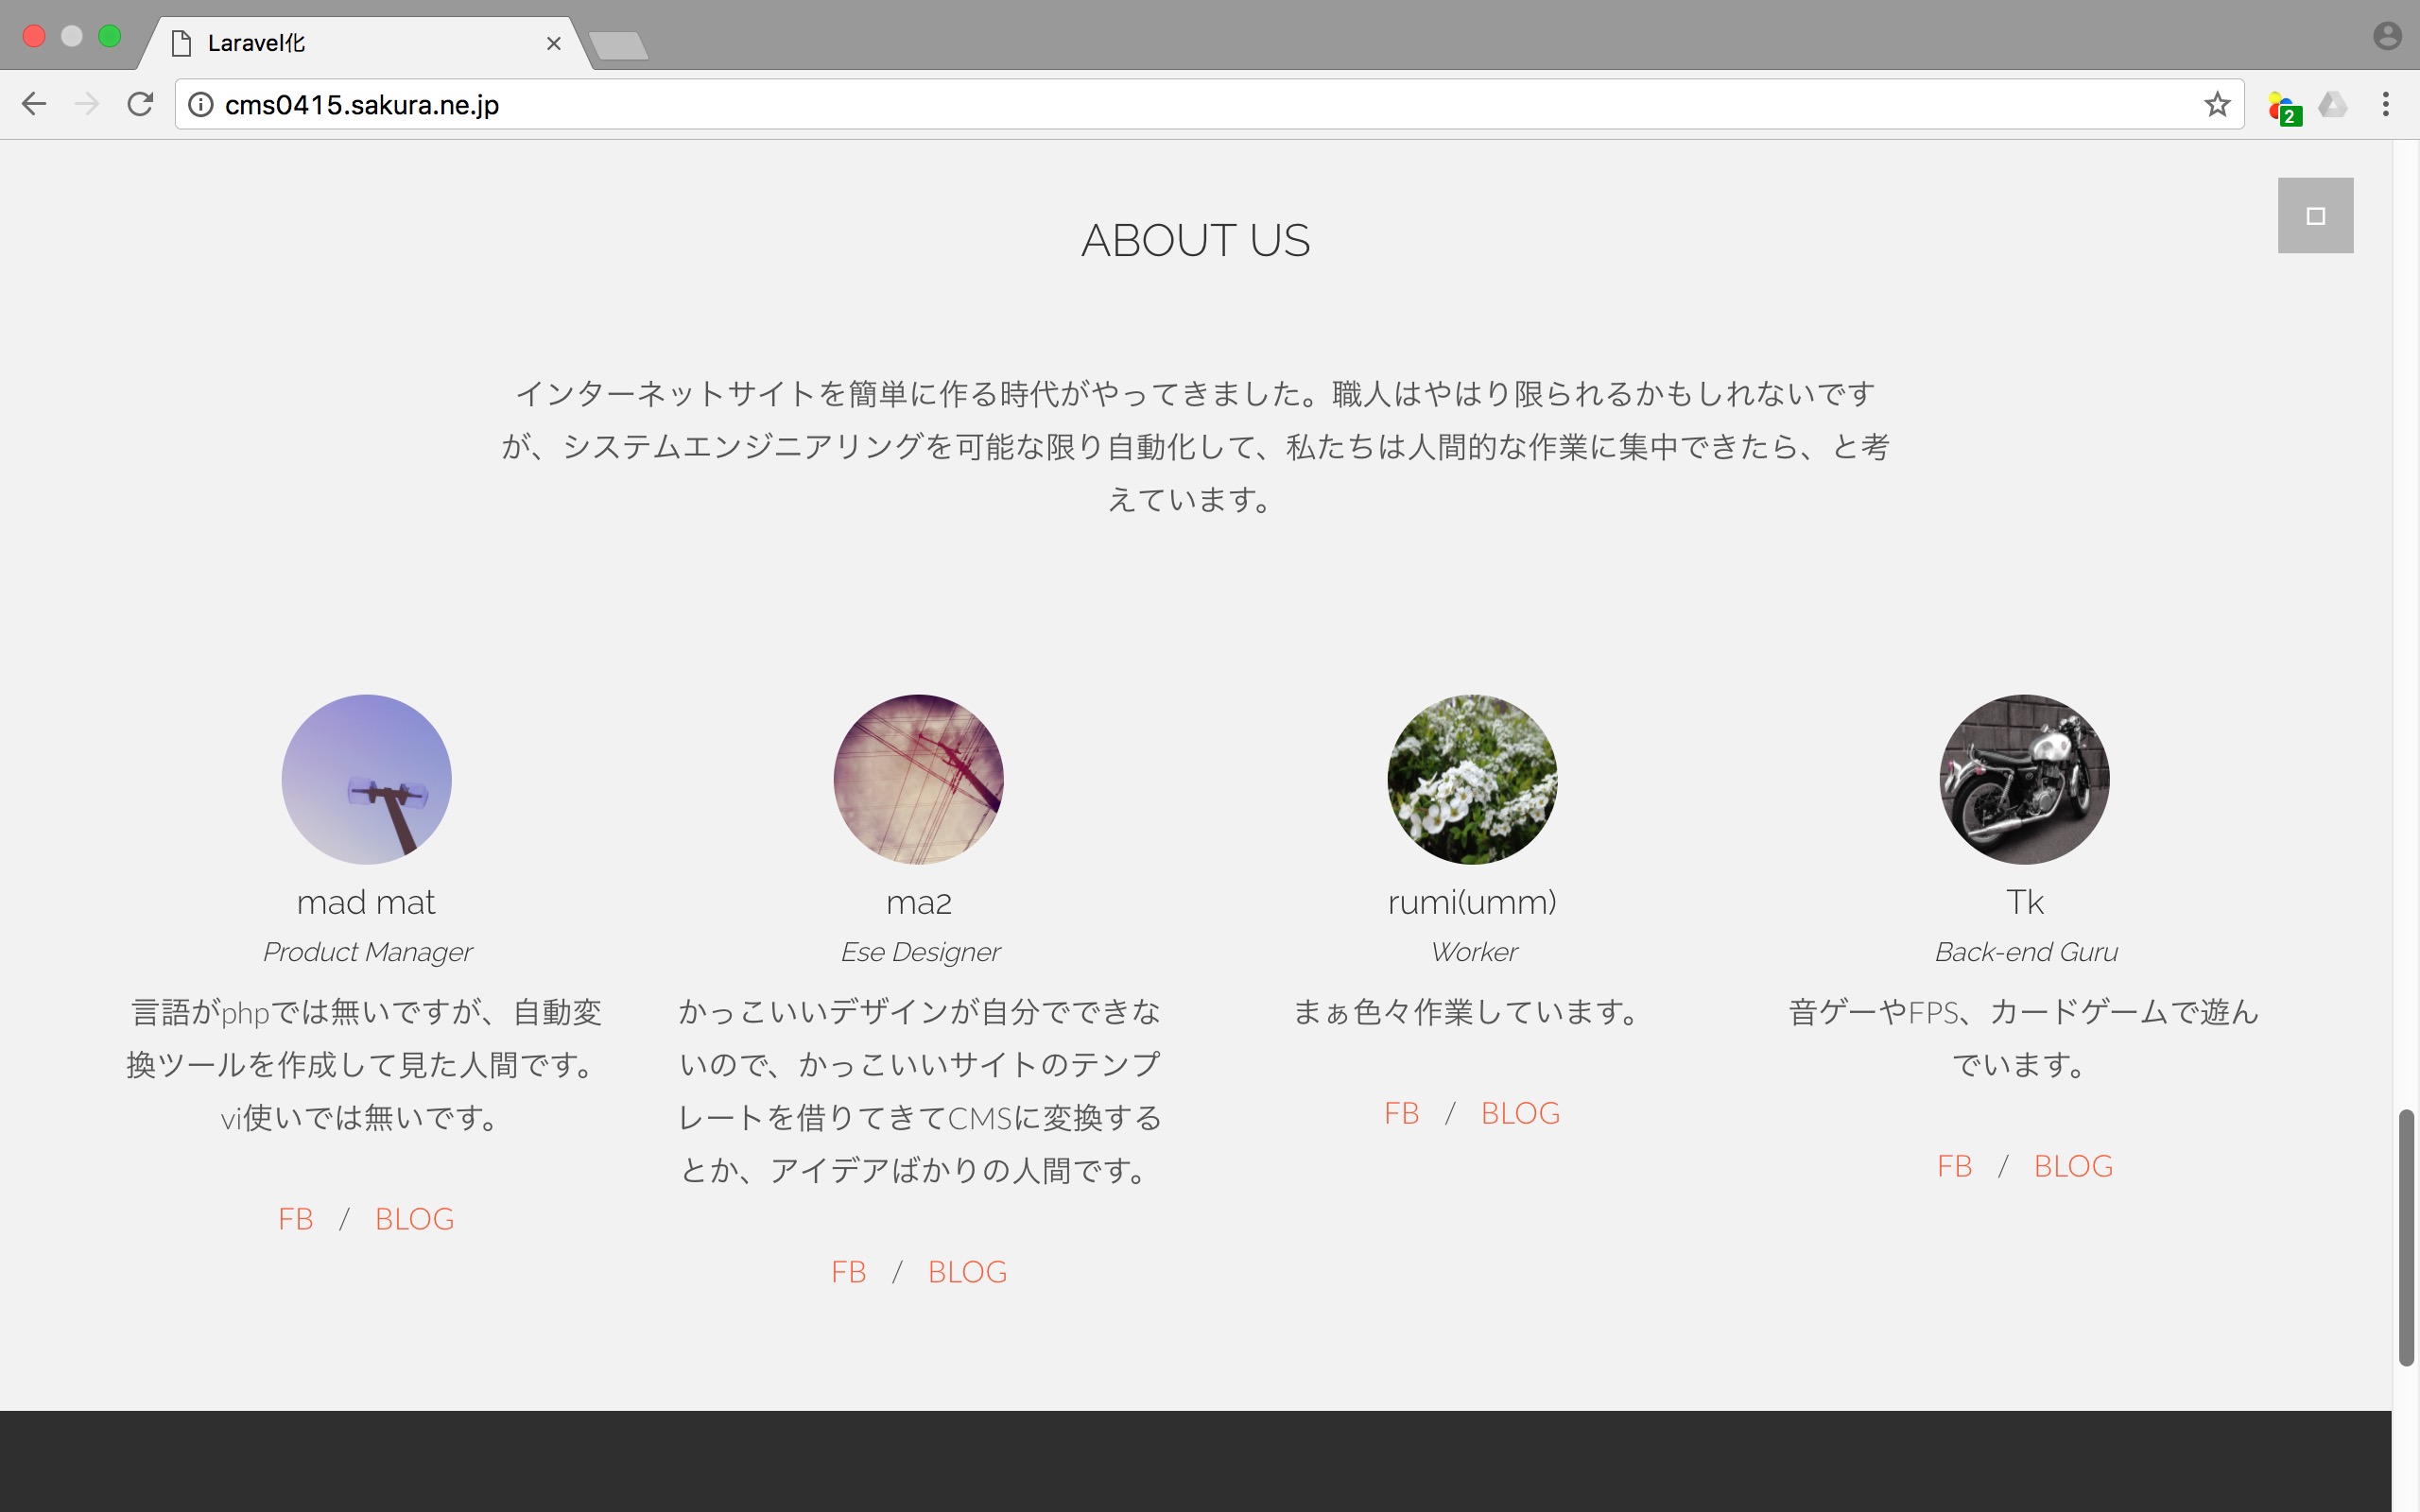 Laravel化
cms0415.sakura.ne.jp
2
ABOUT US
インターネットサイトを簡単に作る時代がやってきました。職人はやはり限られるかもしれないです
が、システムエンジニアリングを可能な限り自動化して、私たちは人間的な作業に集中できたら、と考
えています。
mad mat
Product Manager
言語がphpでは無いですが、自動変
換ツールを作成して見た人間です。
vi使いでは無いです。
FB / BLOG
ma2
Ese Designer
かっこいいデザインが自分でできな
いので、かっこいいサイトのテンプ
レートを借りてきてCMSに変換する
とか、アイデアばかりの人間です。
FB / BLOG
rumi(umm)
Worker
まぁ色々作業しています。
FB / BLOG
Tk
Back-end Guru
音ゲーやFPS、カードゲームで遊ん
でいます。
FB / BLOG